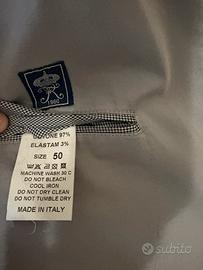 1960
COTONE 97%
ELASTAM 3%
SIZE 50
MACHINE WASH 30 C
DO NOT BLEACH
COOL IRON
DO NOT DRY CLEAN
DO NOT TUMBLE DRY
MADE IN ITALY
subito